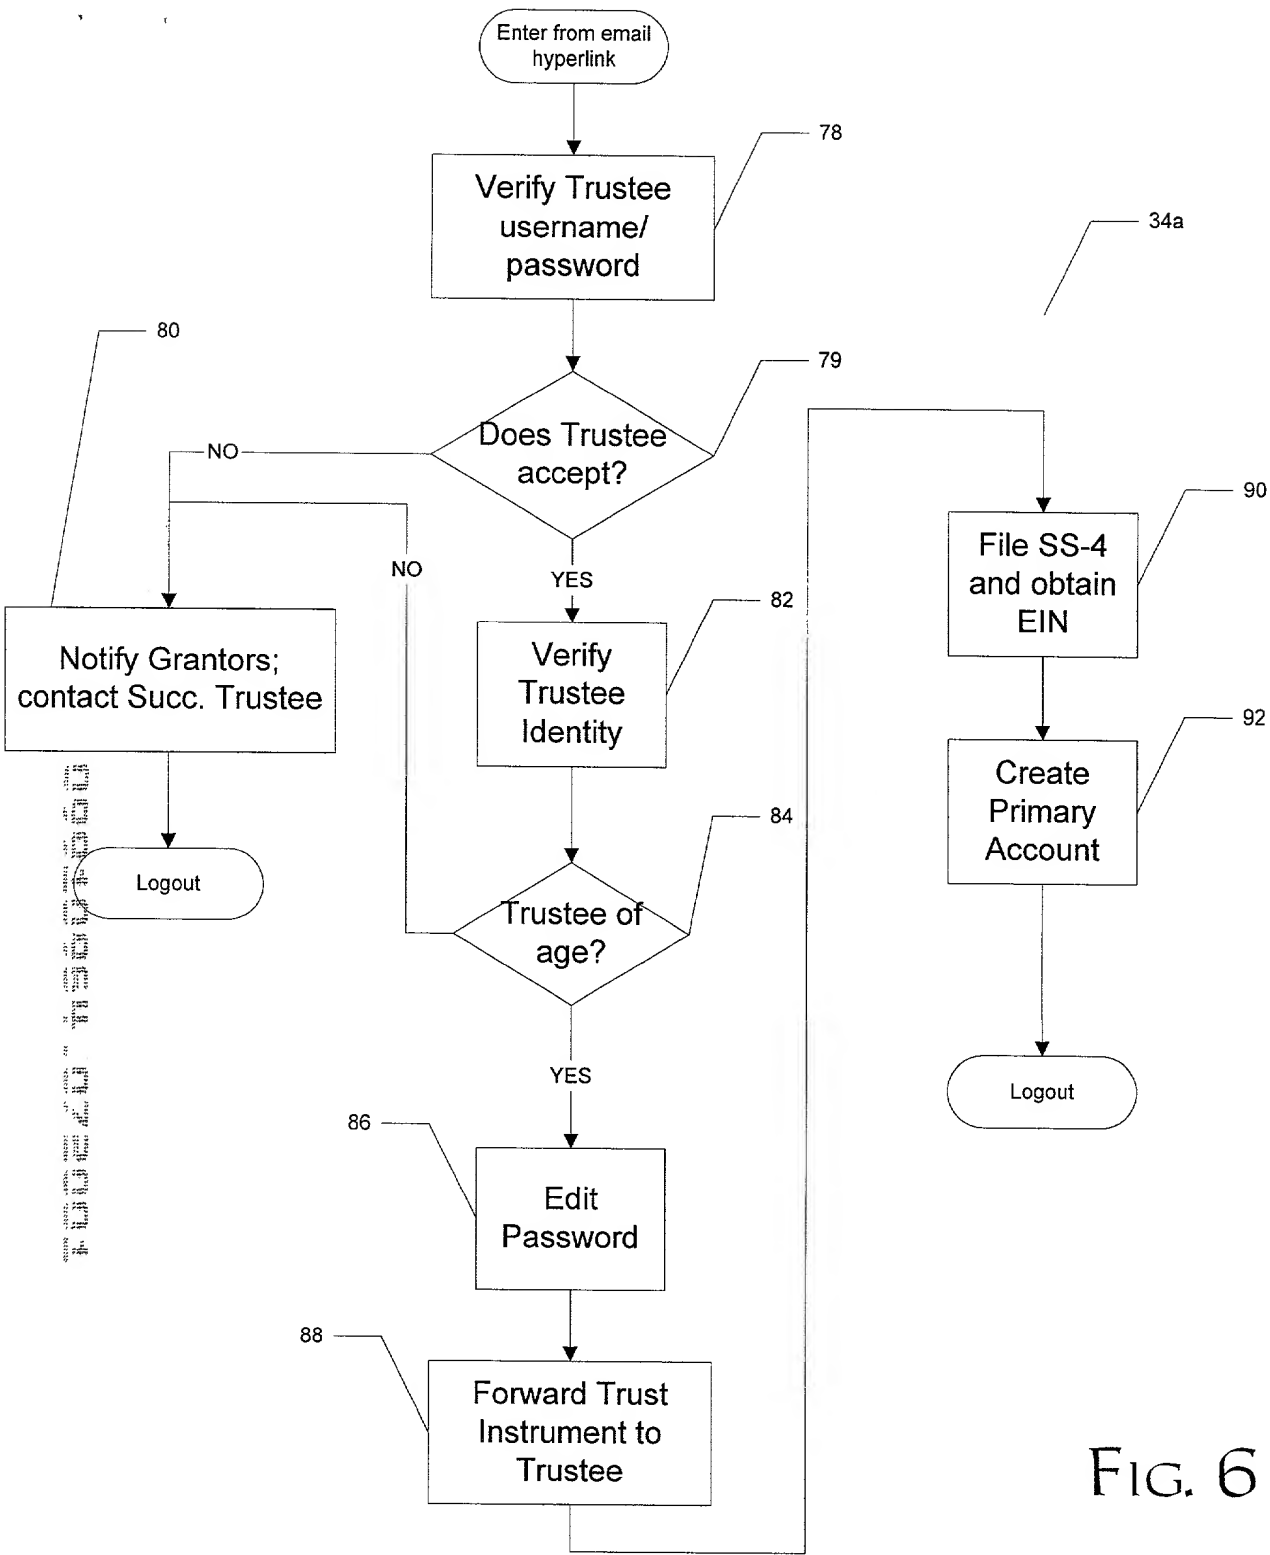 Enter from email
hyperlink
78
Verify Trustee
username/
password
34a
80
79
Does Trustee
accept?
NO
90
File SS-4
and obtain
EIN
NO
YES
82
Notify Grantors;
contact Succ. Trustee
Verify
Trustee
Identity
92
Create
Primary
Account
84
Logout
Trustee of
age?
YES
Logout
86
Edit
Password
88
Forward Trust
Instrument to
Trustee
FIG. 6